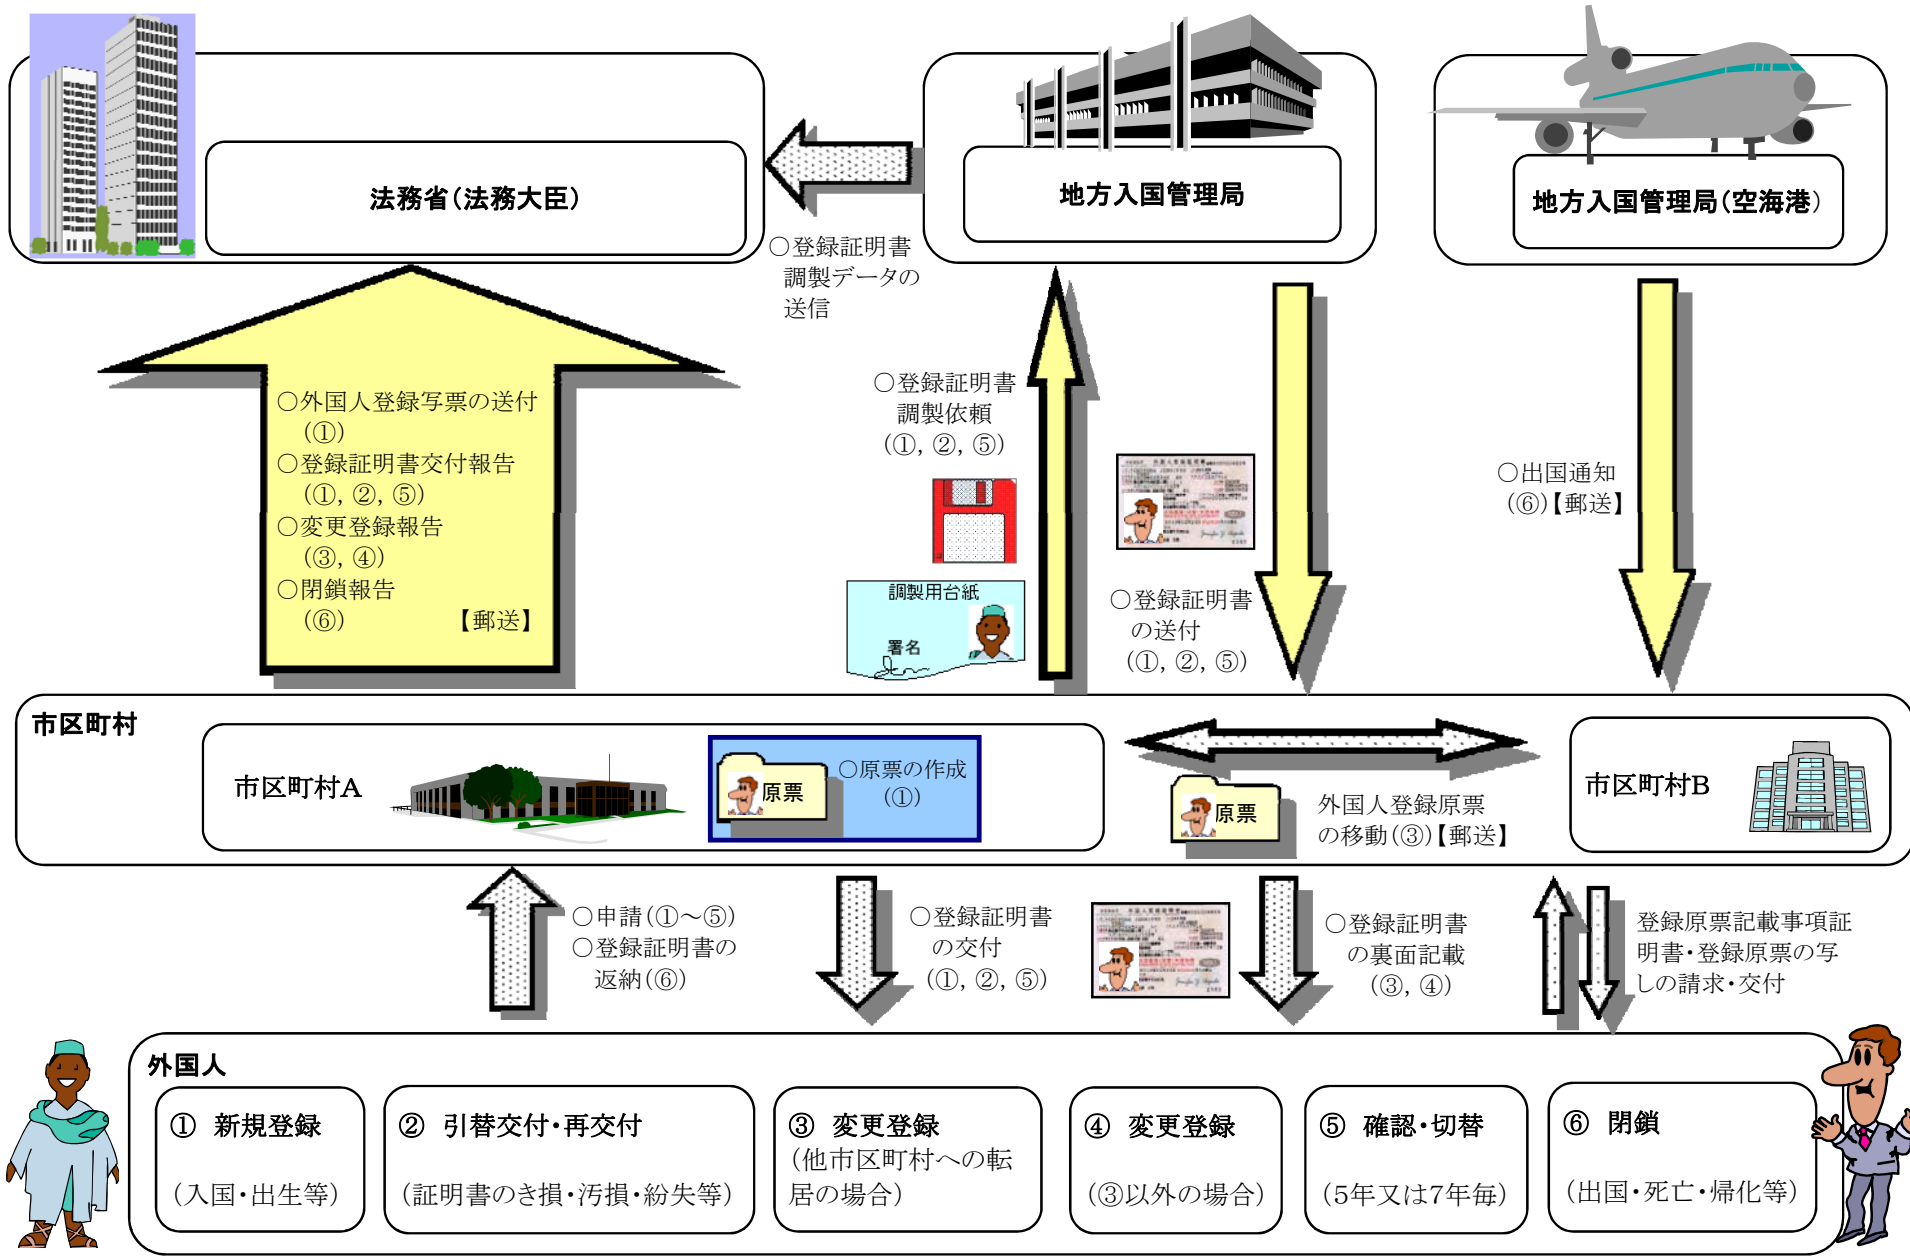 法務省(法務大臣)
地方入国管理局
地方入国管理局(空海港)
○登録証明書
調製データの
送信
○外国人登録写票の送付
(①)
○登録証明書交付報告
(①, ②, ⑤)
○変更登録報告
(③, ④)
○閉鎖報告
(⑥) 【郵送】
○登録証明書
調製依頼
(①, ②, ⑤)
調製用台紙
署名
○登録証明書
の送付
(①, ②, ⑤)
○出国通知
(⑥)【郵送】
市区町村
市区町村A
原票
○原票の作成
(①)
原票
外国人登録原票
の移動(③)【郵送】
市区町村B
○申請(①～⑤)
○登録証明書の
返納(⑥)
○登録証明書
の交付
(①, ②, ⑤)
○登録証明書
の裏面記載
(③, ④)
登録原票記載事項証
明書・登録原票の写
しの請求・交付
外国人
① 新規登録
(入国・出生等)
② 引替交付・再交付
(証明書のき損・汚損・紛失等)
③ 変更登録
(他市区町村への転
居の場合)
④ 変更登録
(③以外の場合)
⑤ 確認・切替
(5年又は7年毎)
⑥ 閉鎖
(出国・死亡・帰化等)